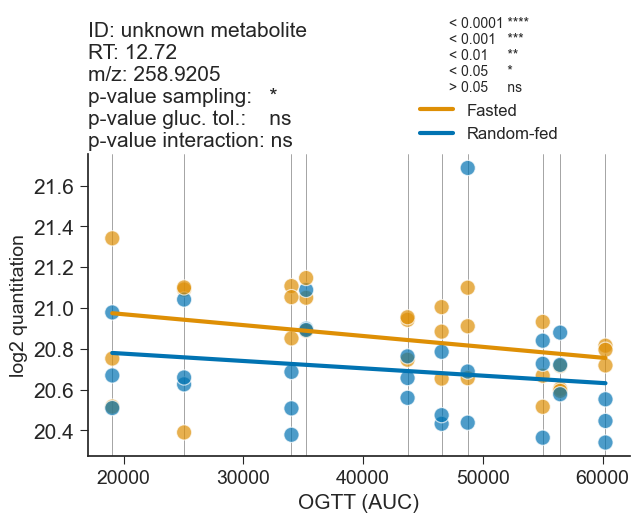 ID: unknown metabolite
RT: 12.72
m/z: 258.9205
p-value sampling: *
p-value gluc. tol.: ns
p-value interaction: ns
< 0.0001 ****
< 0.001 ***
< 0.01 **
< 0.05 *
> 0.05 ns
Fasted
Random-fed
log2 quantitation
21.6
21.4
21.2
21.0
20.8
20.6
20.4
20000 30000 40000 50000 60000
OGTT (AUC)